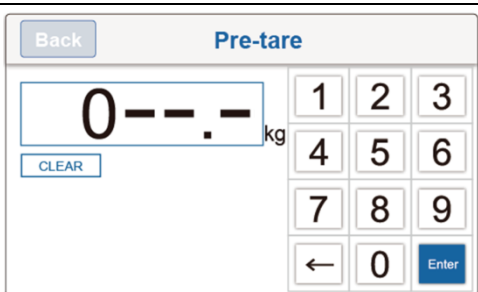 Back Pre-tare
0--.- kg
CLEAR
1 2 3
4 5 6
7 8 9
← 0 Enter